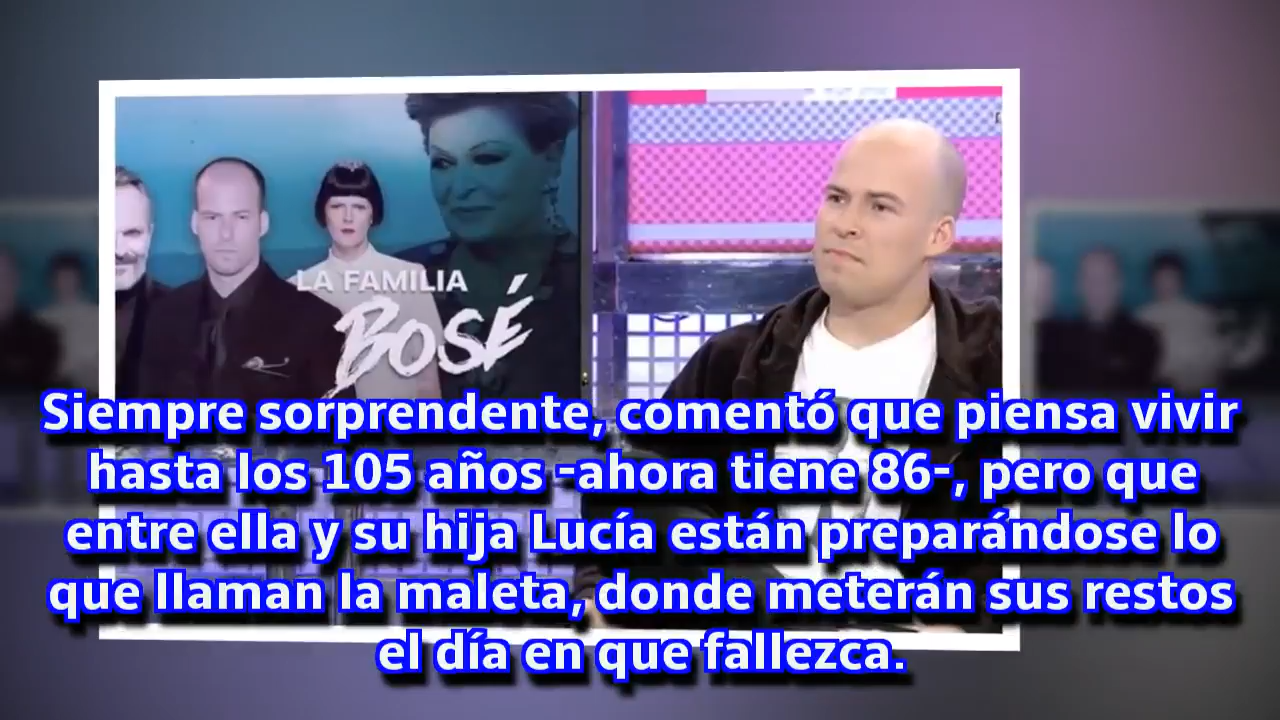 LA FAMILIA
BOSÉ
Siempre sorprendente, comentó que piensa vivir
hasta los 105 años -ahora tiene 86-, pero que
entre ella y su hija Lucía están preparándose lo
que llaman la maleta, donde meterán sus restos
el día en que fallezca.